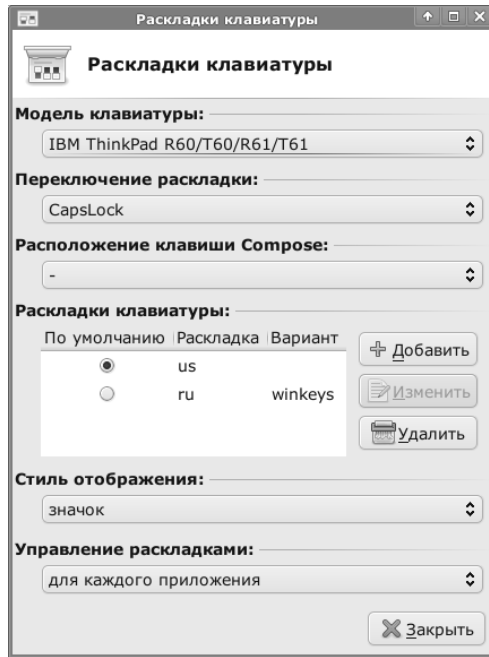 Раскладки клавиатуры
Раскладки клавиатуры
Модель клавиатуры:
IBM ThinkPad R60/T60/R61/T61
Переключение раскладки:
CapsLock
Расположение клавиши Compose:
-
Раскладки клавиатуры:
По умолчанию Раскладка Вариант
us
ru winkeys
Добавить
Изменить
Удалить
Стиль отображения:
значок
Управление раскладками:
для каждого приложения
Закрыть